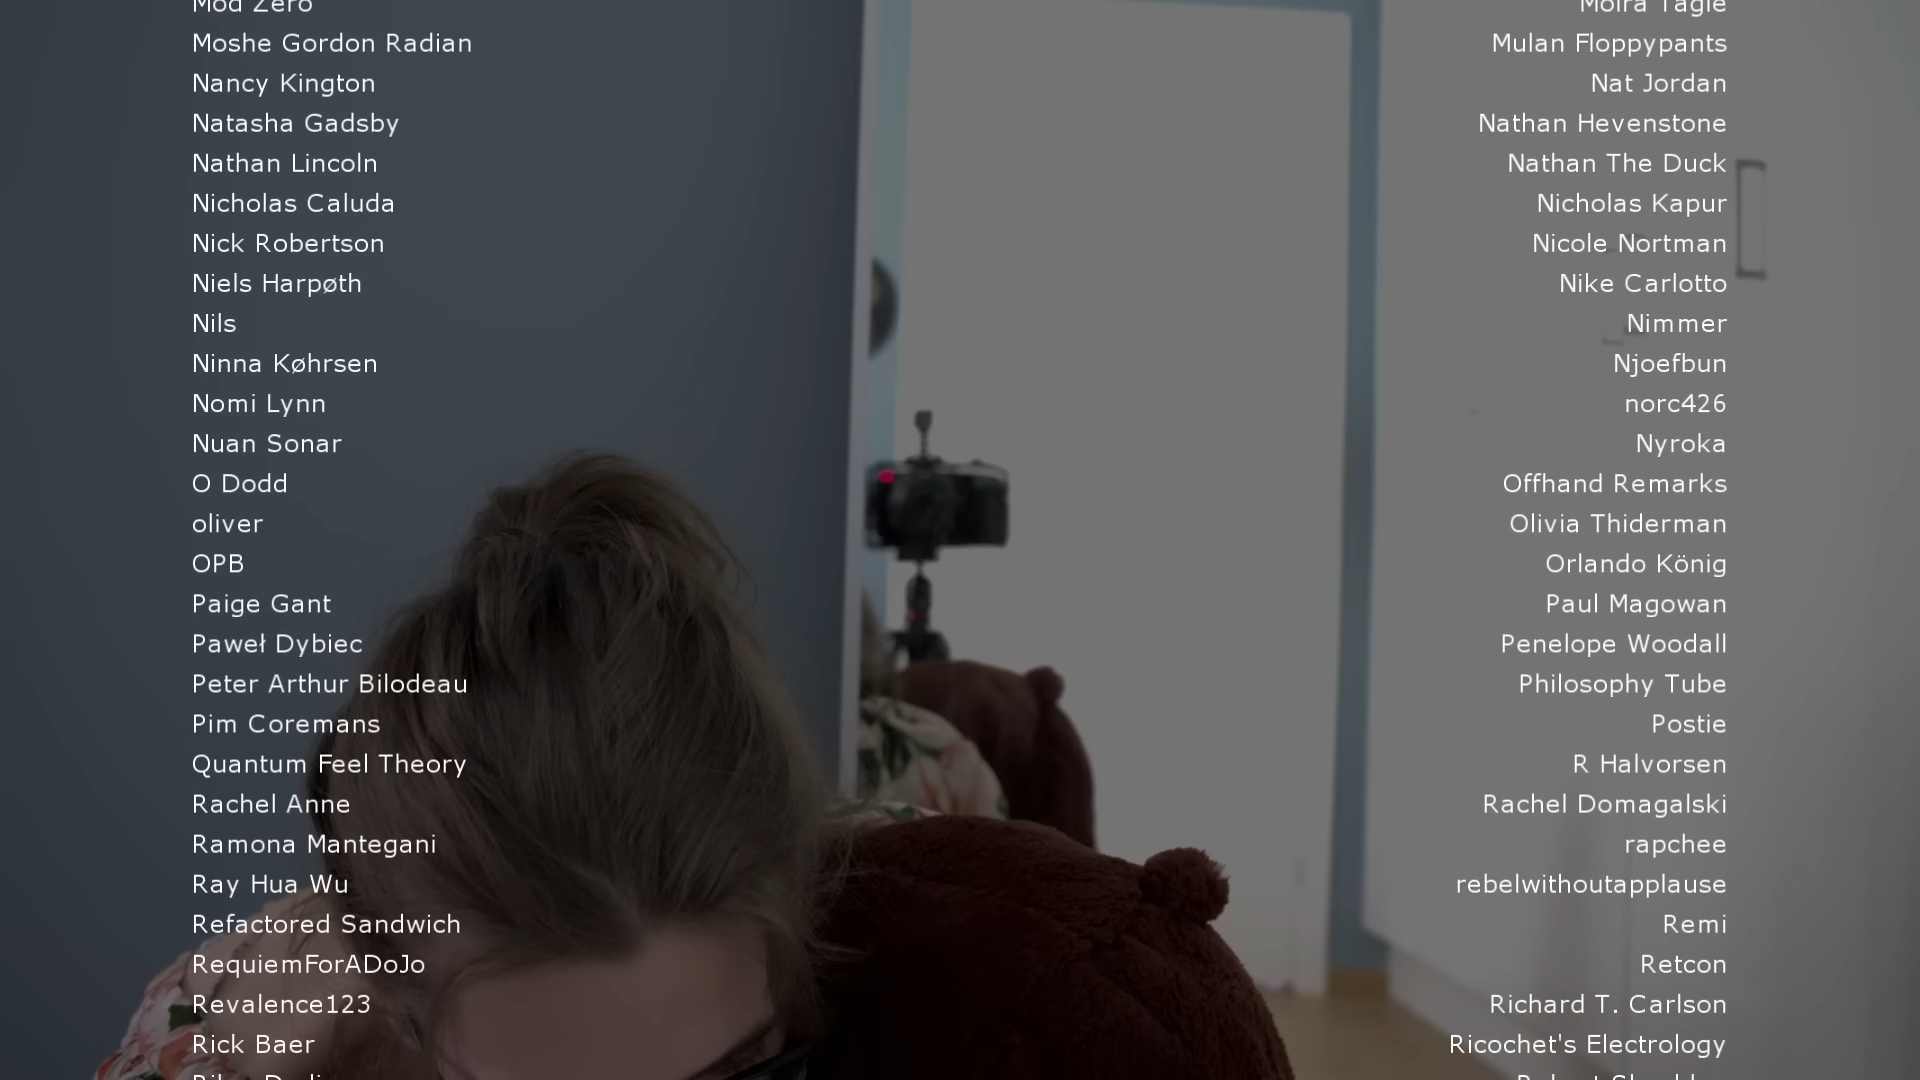 Mod Zero
Moira Tagle
Moshe Gordon Radian
Mulan Floppypants
Nancy Kington
Nat Jordan
Natasha Gadsby
Nathan Hevenstone
Nathan Lincoln
Nathan The Duck
Nicholas Caluda
Nicholas Kapur
Nick Robertson
Nicole Nortman
Niels Harpøth
Nike Carlotto
Nils
Nimmer
Ninna Køhrsen
Njoefbun
Nomi Lynn
norc426
Nuan Sonar
Nyroka
O Dodd
Offhand Remarks
oliver
Olivia Thiderman
OPB
Orlando König
Paige Gant
Paul Magowan
Paweł Dybiec
Penelope Woodall
Peter Arthur Bilodeau
Philosophy Tube
Pim Coremans
Postie
Quantum Feel Theory
R Halvorsen
Rachel Anne
Rachel Domagalski
Ramona Mantegani
rapchee
Ray Hua Wu
rebelwithoutapplause
Refactored Sandwich
Remi
RequiemForADoJo
Retcon
Revalence123
Richard T. Carlson
Rick Baer
Ricochet's Electrology